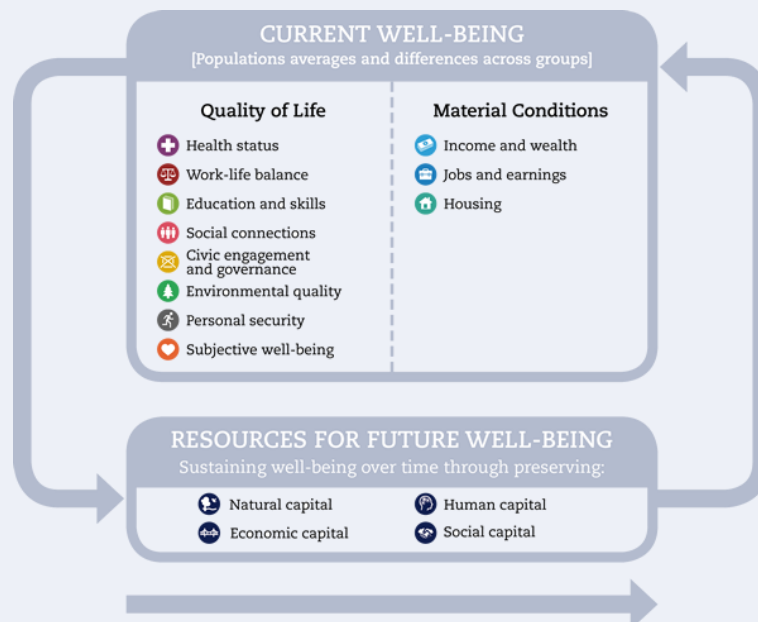 CURRENT WELL-BEING
[Populations averages and differences across groups]
Quality of Life
Health status
Work-life balance
Education and skills
Social connections
Civic engagement
and governance
Environmental quality
Personal security
Subjective well-being
Material Conditions
Income and wealth
Jobs and earnings
Housing
RESOURCES FOR FUTURE WELL-BEING
Sustaining well-being over time through preserving:
Natural capital
Human capital
Economic capital
Social capital